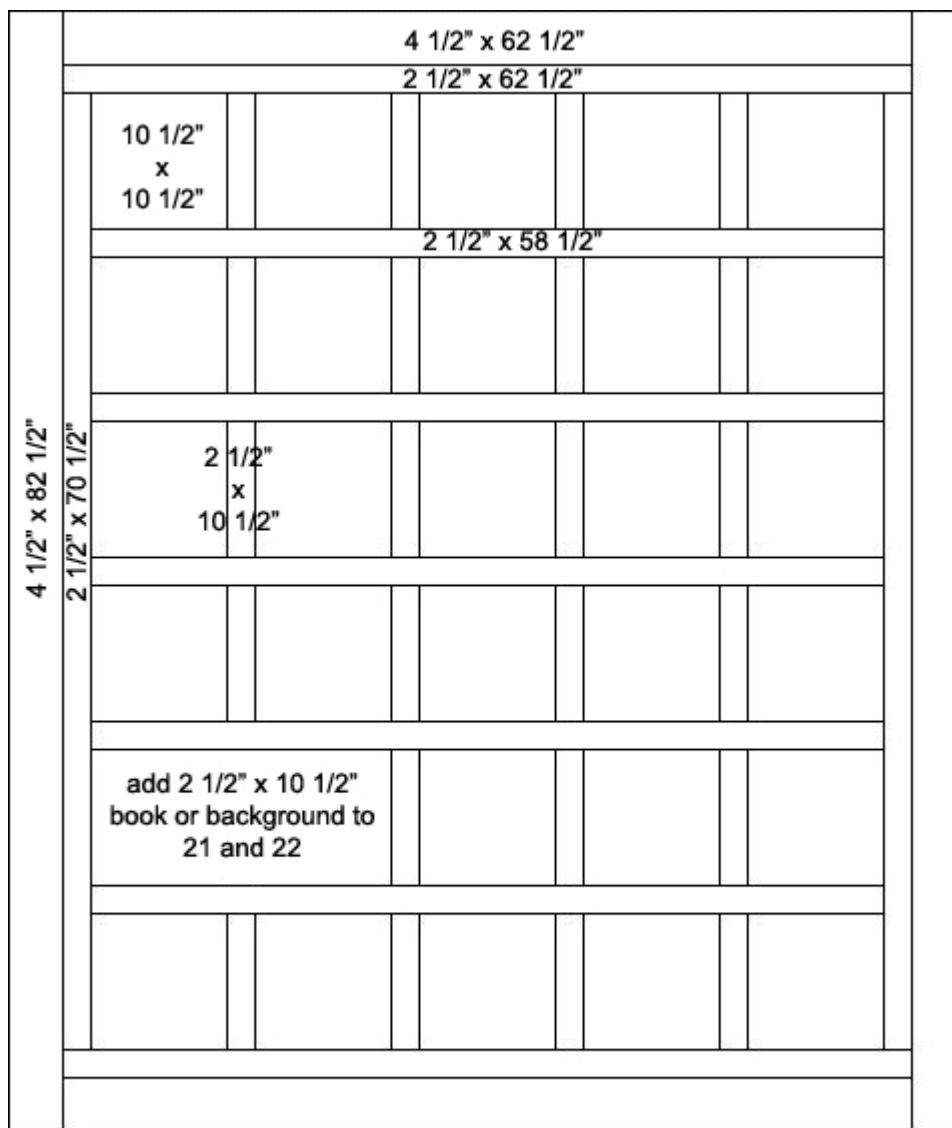 4 1/2” x 62 1/2”
2 1/2” x 62 1/2”
10 1/2”
x
10 1/2”
2 1/2” x 58 1/2”
4 1/2” x 82 1/2”
2 1/2” x 70 1/2”
2 1/2”
x
10 1/2”
add 2 1/2” x 10 1/2”
book or background to
21 and 22